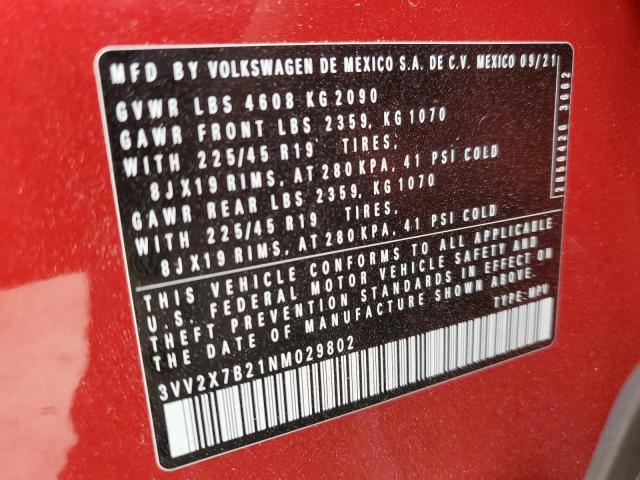 MFD BY VOLKSWAGEN DE MEXICO S.A. DE C.V. MEXICO 09/21
GVWR LBS 4608 KG 2090
GAWR FRONT LBS 2359, KG 1070
WITH 225/45 R19 TIRES,
8JX19 RIMS, AT 280 KPA, 41 PSI COLD
GAWR REAR LBS 2359, KG 1070
WITH 225/45 R19 TIRES,
8JX19 RIMS, AT 280 KPA, 41 PSI COLD
THIS VEHICLE CONFORMS TO ALL APPLICABLE
U.S. FEDERAL MOTOR VEHICLE SAFETY AND
THEFT PREVENTION STANDARDS IN EFFECT ON
THE DATE OF MANUFACTURE SHOWN ABOVE.
TYPE: MPV
3VV2X7B21NM029802